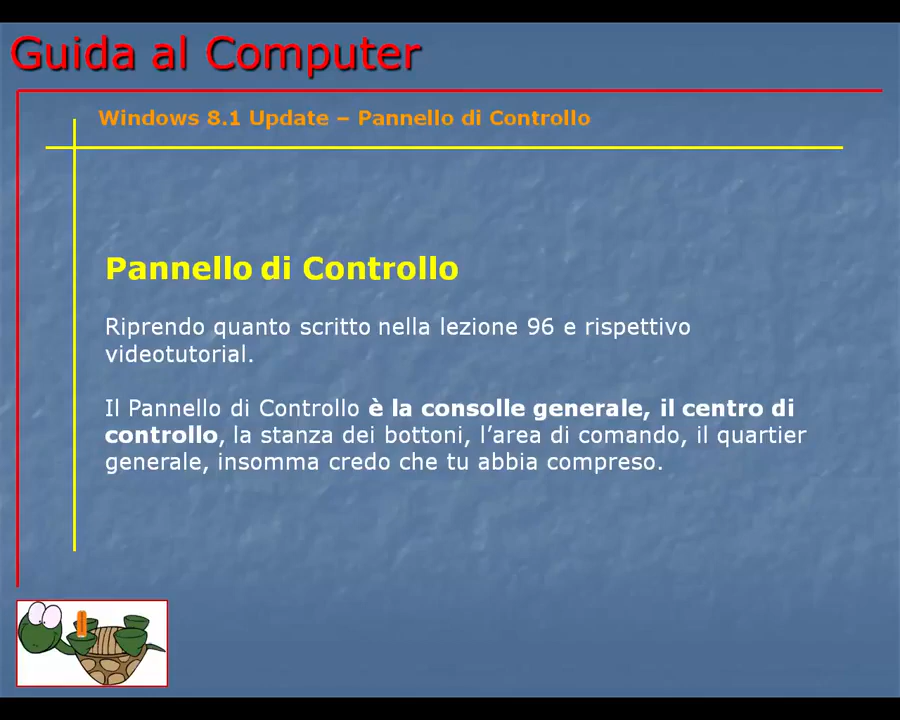 Guida al Computer
Windows 8.1 Update – Pannello di Controllo
Pannello di Controllo
Riprendo quanto scritto nella lezione 96 e rispettivo
videotutorial.
Il Pannello di Controllo è la consolle generale, il centro di
controllo, la stanza dei bottoni, l’area di comando, il quartier
generale, insomma credo che tu abbia compreso.